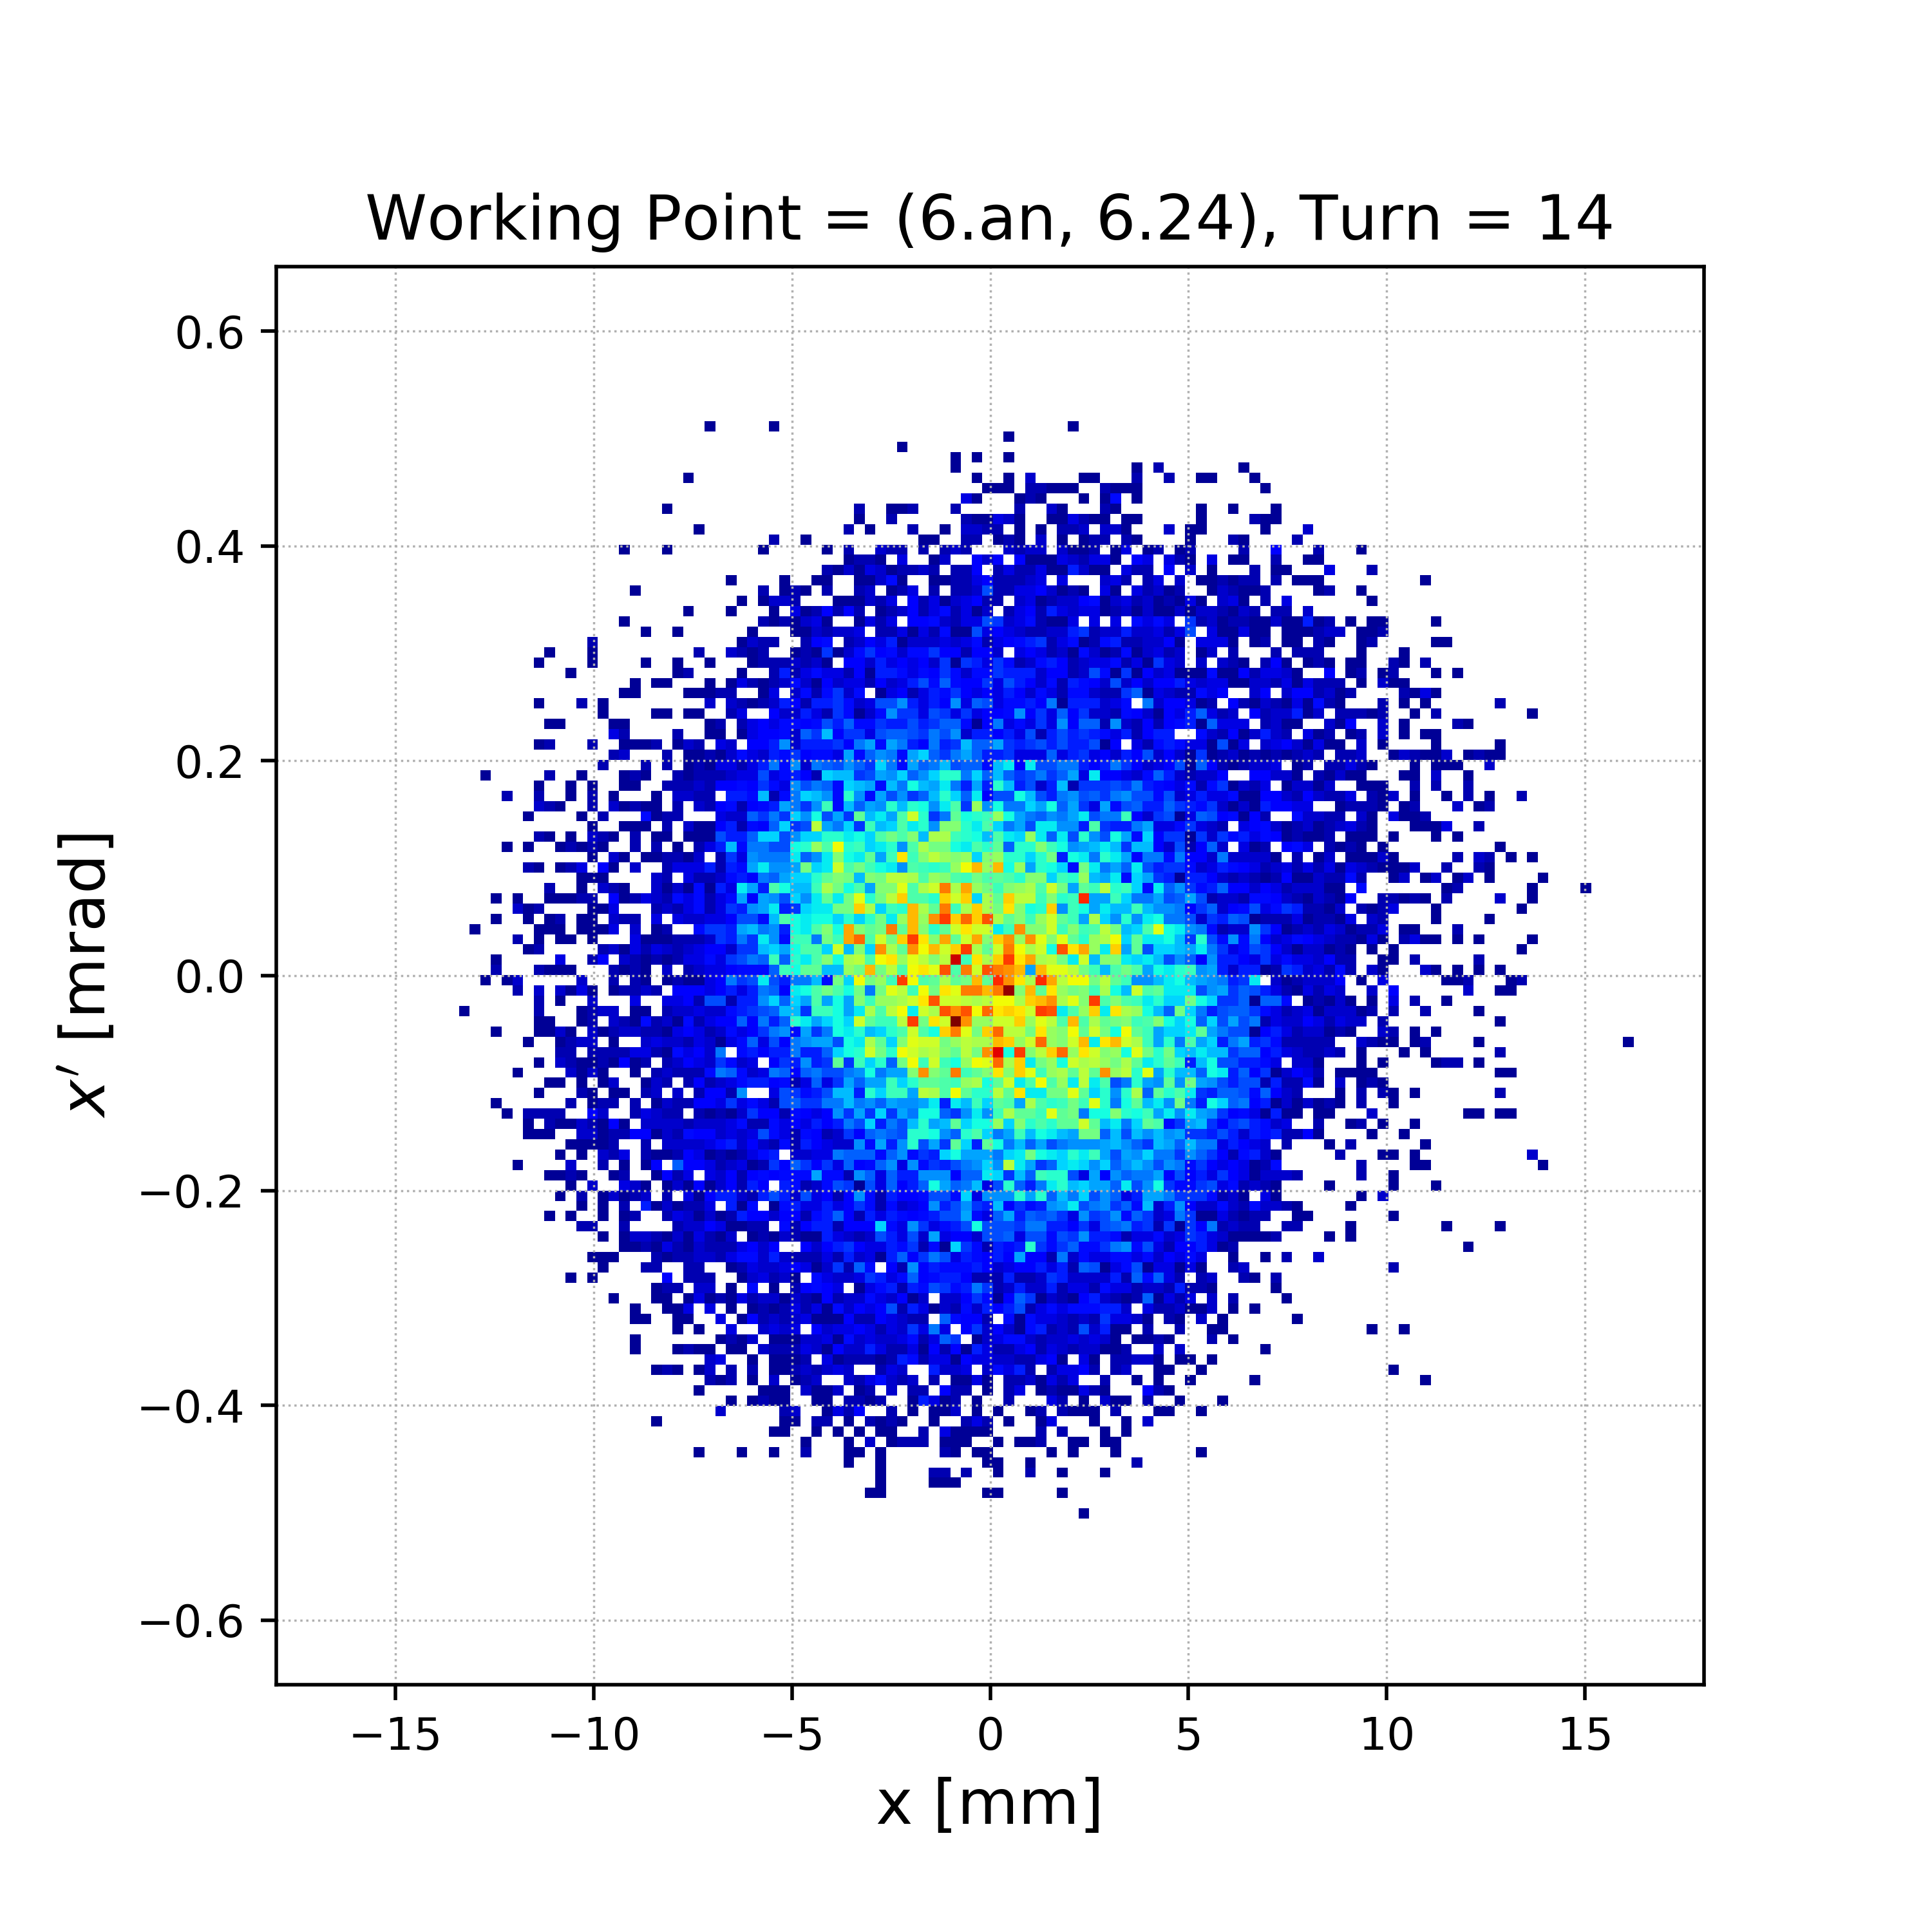 Working Point = (6.an, 6.24), Turn = 14
0.6
0.4
0.2
0.0
−0.2
−0.4
−0.6
x′ [mrad]
−15 −10 −5 0 5 10 15
x [mm]